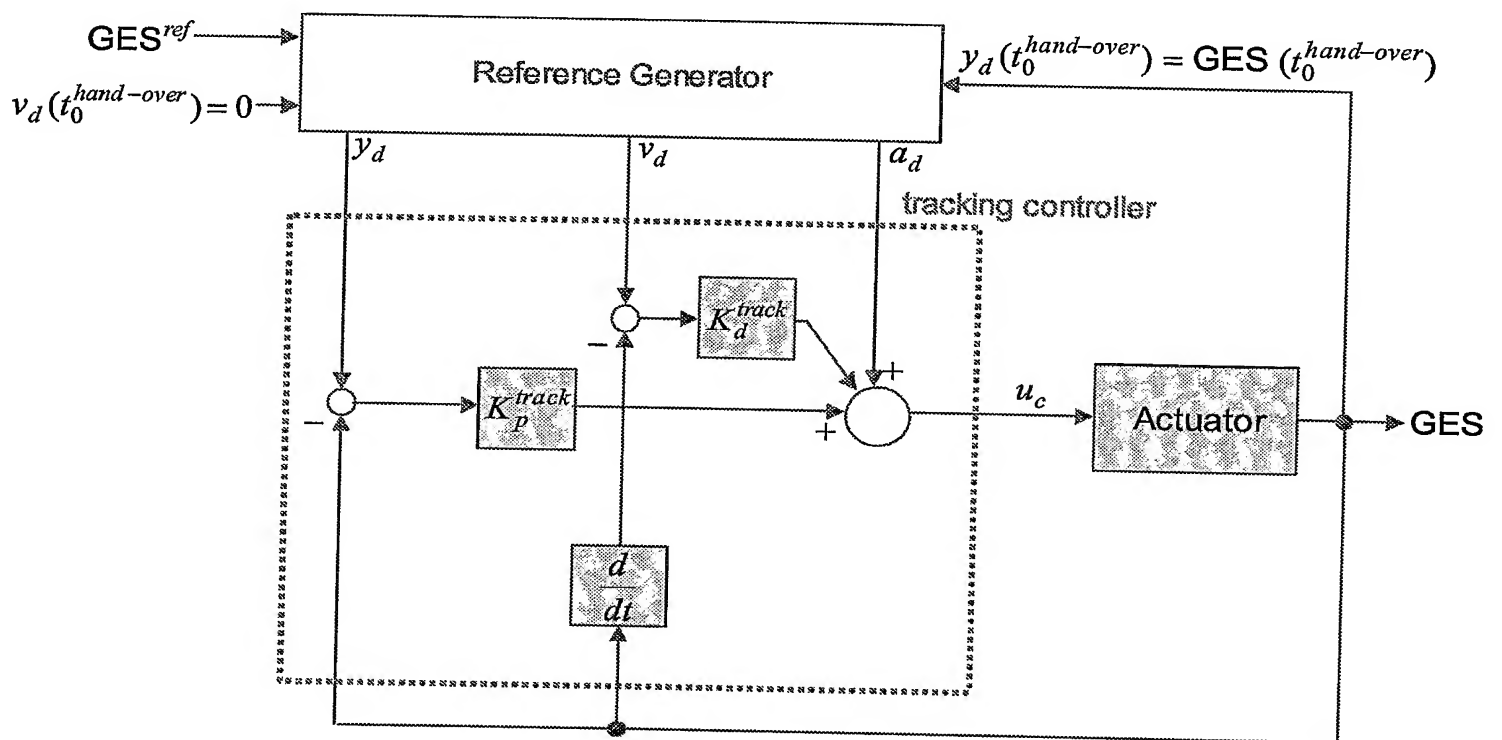 GES^ref
Reference Generator
y_d(t_0^hand–over) = GES (t_0^hand–over)
v_d(t_0^hand–over) = 0
y_d
v_d
a_d
tracking controller
K_d^track
–
+
K_p^track
–
+
u_c
Actuator
GES
d
dt